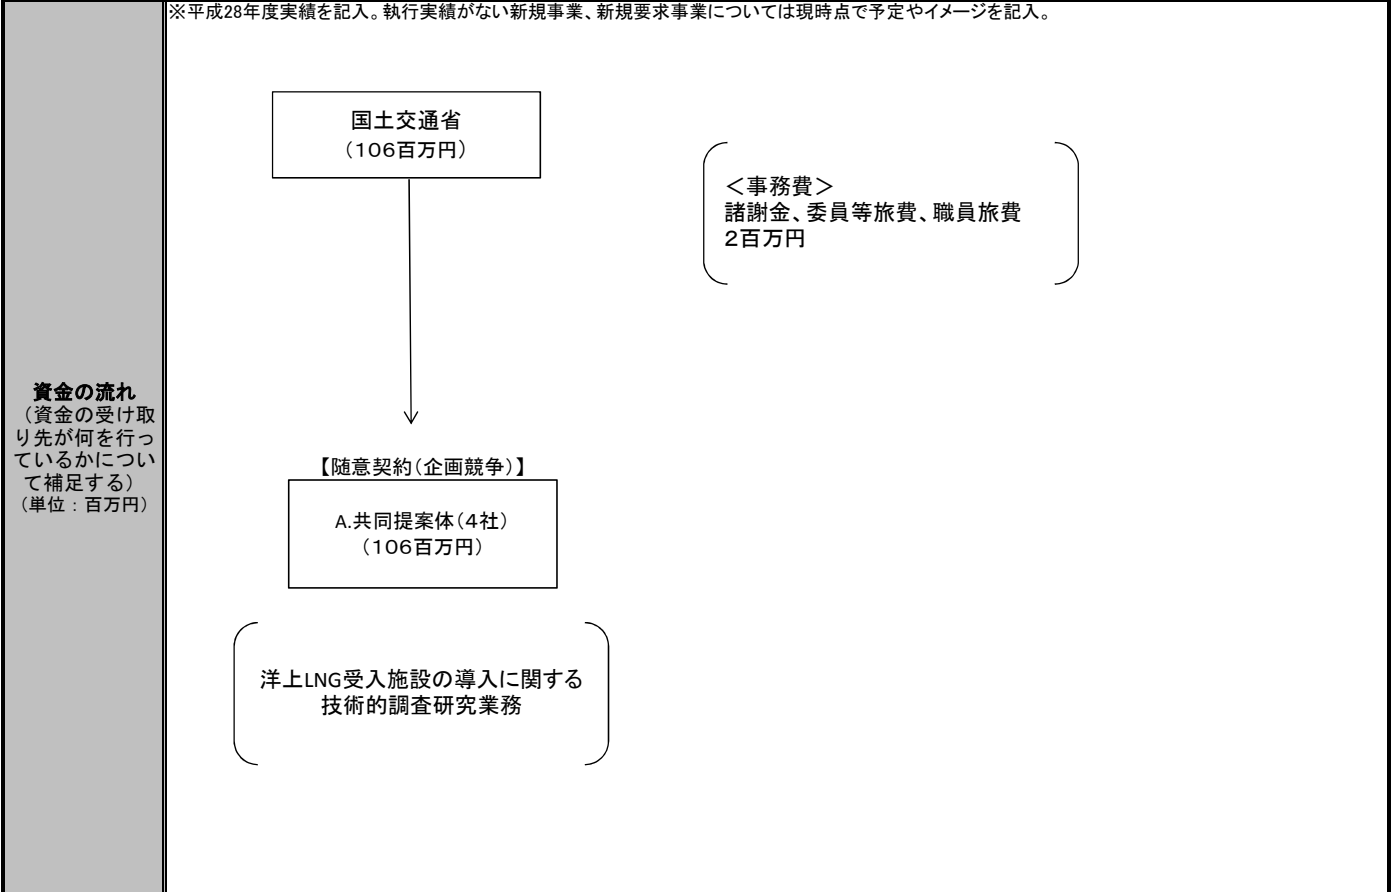 ※平成28年度実績を記入。執行実績がない新規事業、新規要求事業については現時点で予定やイメージを記入。
国土交通省
（１０６百万円）
＜事務費＞
諸謝金、委員等旅費、職員旅費
２百万円
資金の流れ
（資金の受け取
り先が何を行っ
ているかについ
て補足する）
（単位：百万円）
【随意契約（企画競争）】
A.共同提案体（４社）
（１０６百万円）
洋上LNG受入施設の導入に関する
技術的調査研究業務